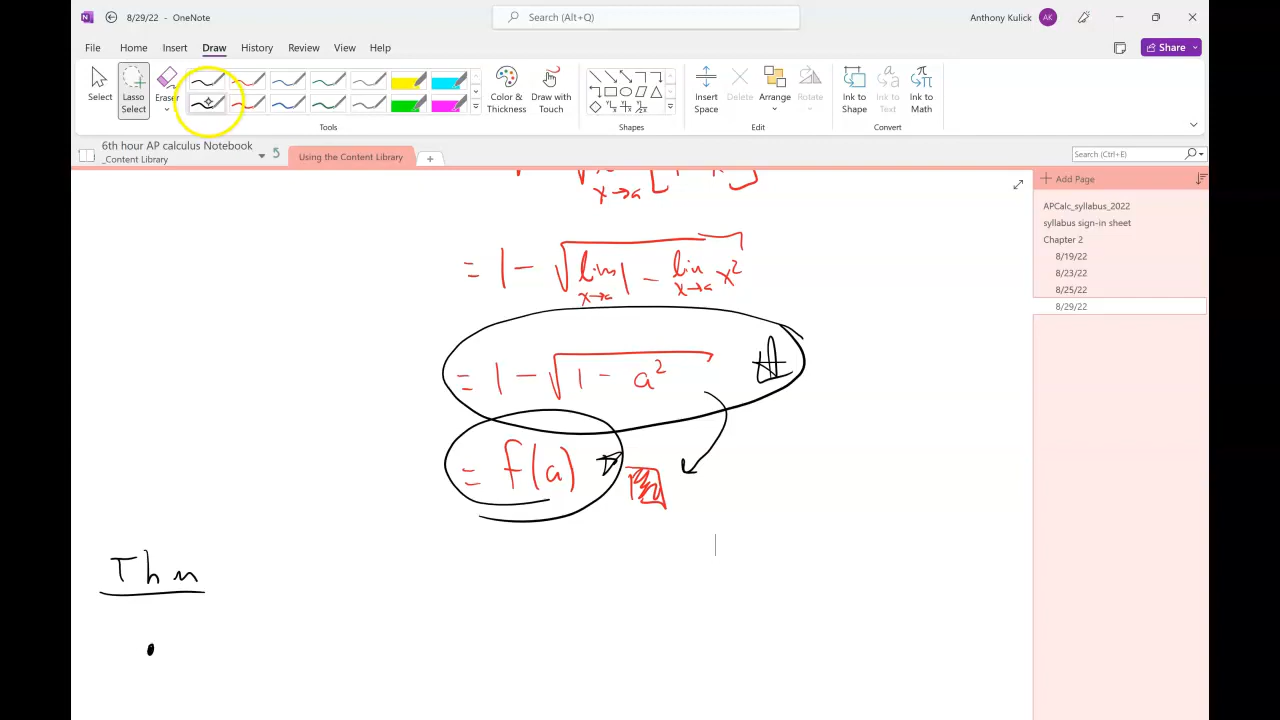 8/29/22 - OneNote
Search (Alt+Q)
Anthony Kulick
AK
File Home Insert Draw History Review View Help
Share
Select
Lasso Select
Eraser
Color & Thickness
Draw with Touch
Insert Space
Delete
Arrange
Rotate
Ink to Shape
Ink to Text
Ink to Math
Tools
Shapes
Edit
Convert
6th hour AP calculus Notebook
_Content Library
Using the Content Library
Search (Ctrl+E)
Add Page
APCalc_syllabus_2022
syllabus sign-in sheet
Chapter 2
8/19/22
8/23/22
8/25/22
8/29/22
x→a
= 1 - √ lim x→a 1 - lim x→a x²
= 1 - √ 1 - a²
= f(a)
Thm